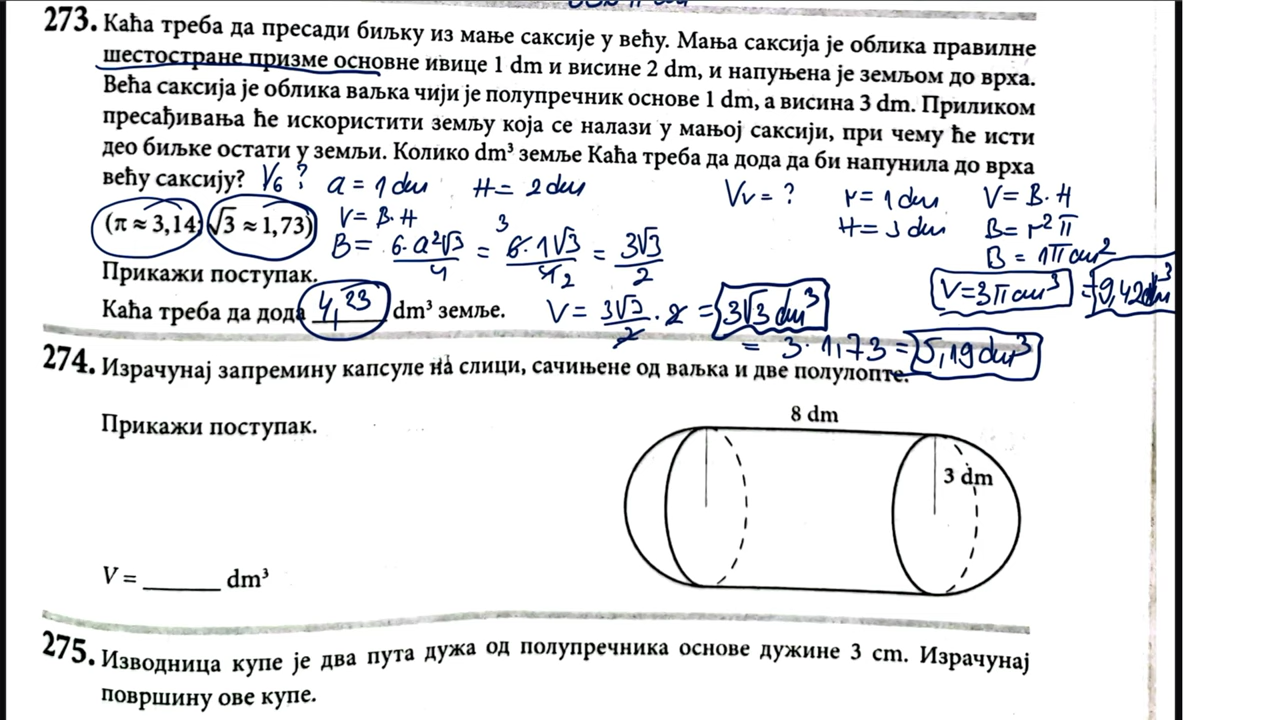 273. Каћа треба да пресади биљку из мање саксије у већу. Мања саксија је облика правилне
шестостране призме основне ивице 1 dm и висине 2 dm, и напуњена је земљом до врха.
Већа саксија је облика ваљка чији је полупречник основе 1 dm, а висина 3 dm. Приликом
пресађивања ће искористити земљу која се налази у мањој саксији, при чему ће исти
део биљке остати у земљи. Колико dm³ земље Каћа треба да дода да би напунила до врха
већу саксију? V₆ ? a = 1 dm H = 2 dm Vv = ? r = 1 dm V = B · H
(π ≈ 3,14; √3 ≈ 1,73) V = B · H H = 3 dm B = r²π
B = 6·a²√3/4 = 6·1√3/4 2 = 3√3/2 B = 1π dm²
3
Прикажи поступак. V = 3π dm³ = 9,42 dm³
Каћа треба да дода 4,23 dm³ земље. V = 3√3/2 · 2 = 3√3 dm³
= 3 · 1,73 = 5,19 dm³
274. Израчунај запремину капсуле на слици, сачињене од ваљка и две полулопте.
8 dm
Прикажи поступак.
3 dm
V = ______ dm³
275. Изводница купе је два пута дужа од полупречника основе дужине 3 cm. Израчунај
површину ове купе.